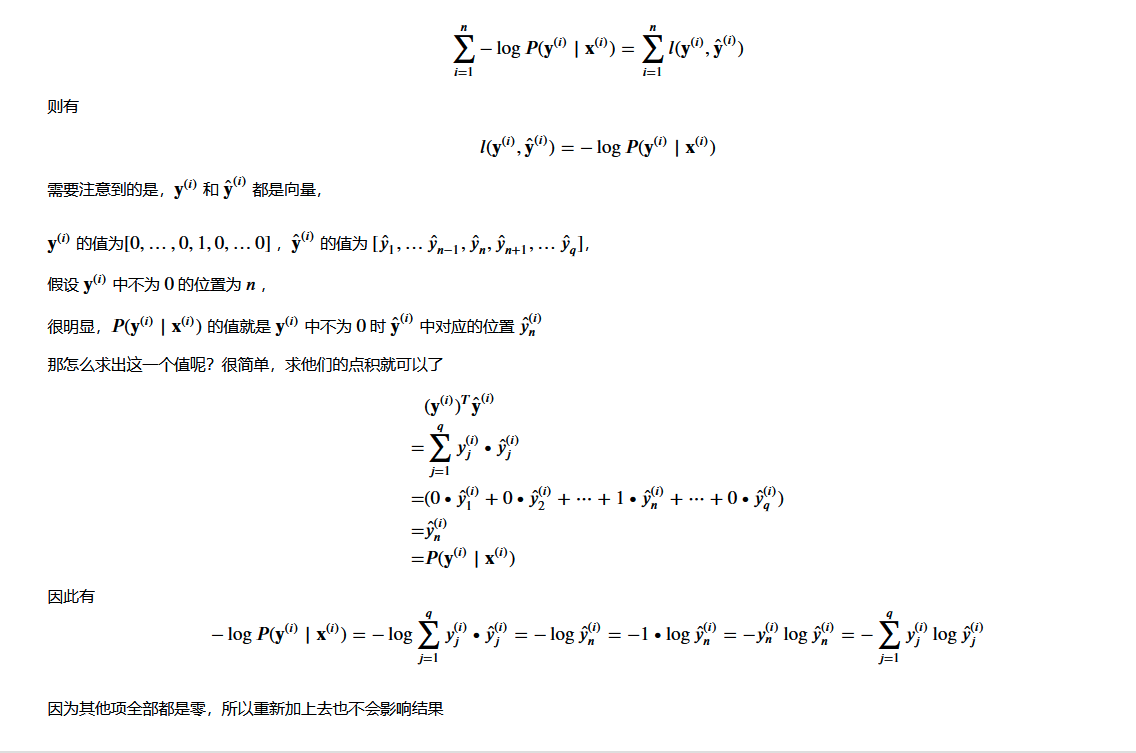 $$\sum_{i=1}^{n} -\log P(\mathbf{y}^{(i)} \mid \mathbf{x}^{(i)}) = \sum_{i=1}^{n} l(\mathbf{y}^{(i)}, \hat{\mathbf{y}}^{(i)})$$
则有
$$l(\mathbf{y}^{(i)}, \hat{\mathbf{y}}^{(i)}) = -\log P(\mathbf{y}^{(i)} \mid \mathbf{x}^{(i)})$$
需要注意到的是，$\mathbf{y}^{(i)}$ 和 $\hat{\mathbf{y}}^{(i)}$ 都是向量，
$\mathbf{y}^{(i)}$ 的值为$[0, \ldots, 0, 1, 0, \ldots 0]$ ，$\hat{\mathbf{y}}^{(i)}$ 的值为 $[\hat{y}_1, \ldots \hat{y}_{n-1}, \hat{y}_n, \hat{y}_{n+1}, \ldots \hat{y}_q]$,
假设 $\mathbf{y}^{(i)}$ 中不为 $0$ 的位置为 $n$ ，
很明显，$P(\mathbf{y}^{(i)} \mid \mathbf{x}^{(i)})$ 的值就是 $\mathbf{y}^{(i)}$ 中不为 $0$ 时 $\hat{\mathbf{y}}^{(i)}$ 中对应的位置 $\hat{y}_n^{(i)}$
那怎么求出这一个值呢？很简单，求他们的点积就可以了
$$(\mathbf{y}^{(i)})^T \hat{\mathbf{y}}^{(i)}$$
$$= \sum_{j=1}^{q} y_j^{(i)} \bullet \hat{y}_j^{(i)}$$
$$= (0 \bullet \hat{y}_1^{(i)} + 0 \bullet \hat{y}_2^{(i)} + \cdots + 1 \bullet \hat{y}_n^{(i)} + \cdots + 0 \bullet \hat{y}_q^{(i)})$$
$$= \hat{y}_n^{(i)}$$
$$= P(\mathbf{y}^{(i)} \mid \mathbf{x}^{(i)})$$
因此有
$$-\log P(\mathbf{y}^{(i)} \mid \mathbf{x}^{(i)}) = -\log \sum_{j=1}^{q} y_j^{(i)} \bullet \hat{y}_j^{(i)} = -\log \hat{y}_n^{(i)} = -1 \bullet \log \hat{y}_n^{(i)} = -y_n^{(i)} \log \hat{y}_n^{(i)} = -\sum_{j=1}^{q} y_j^{(i)} \log \hat{y}_j^{(i)}$$
因为其他项全部都是零，所以重新加上去也不会影响结果